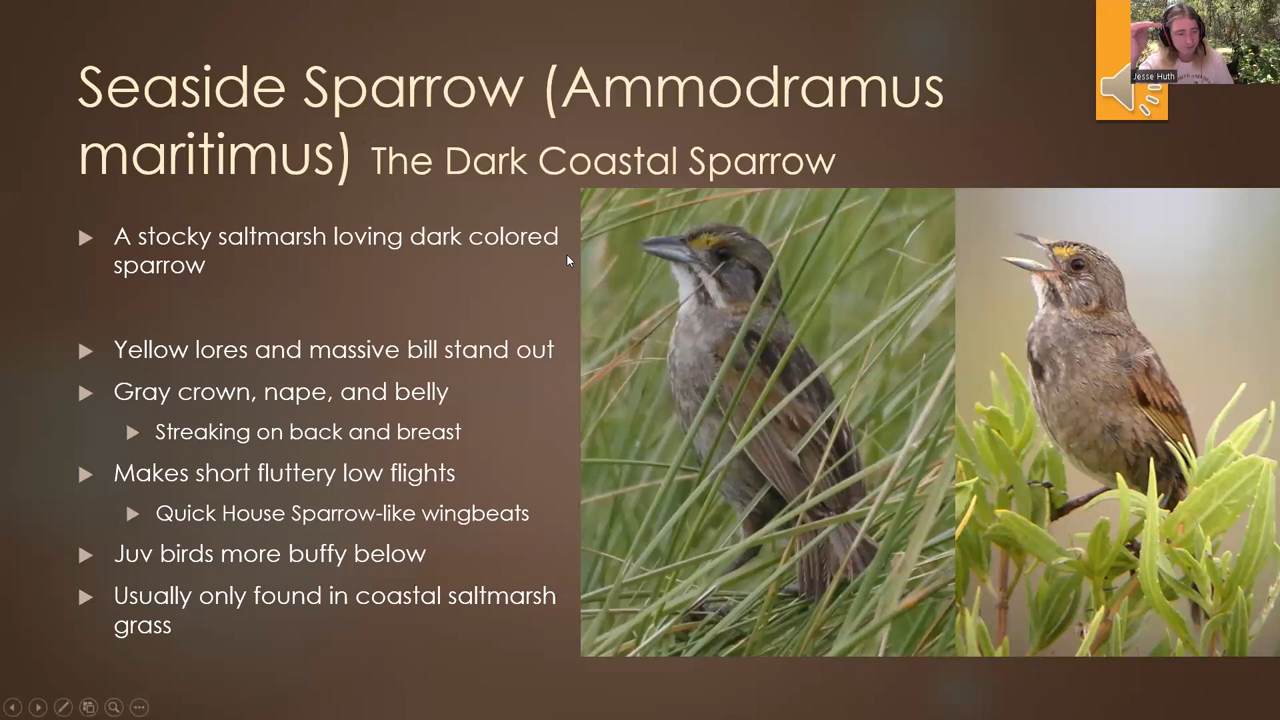 Seaside Sparrow (Ammodramus
maritimus) The Dark Coastal Sparrow
Jesse Huth
A stocky saltmarsh loving dark colored
sparrow
Yellow lores and massive bill stand out
Gray crown, nape, and belly
Streaking on back and breast
Makes short fluttery low flights
Quick House Sparrow-like wingbeats
Juv birds more buffy below
Usually only found in coastal saltmarsh
grass